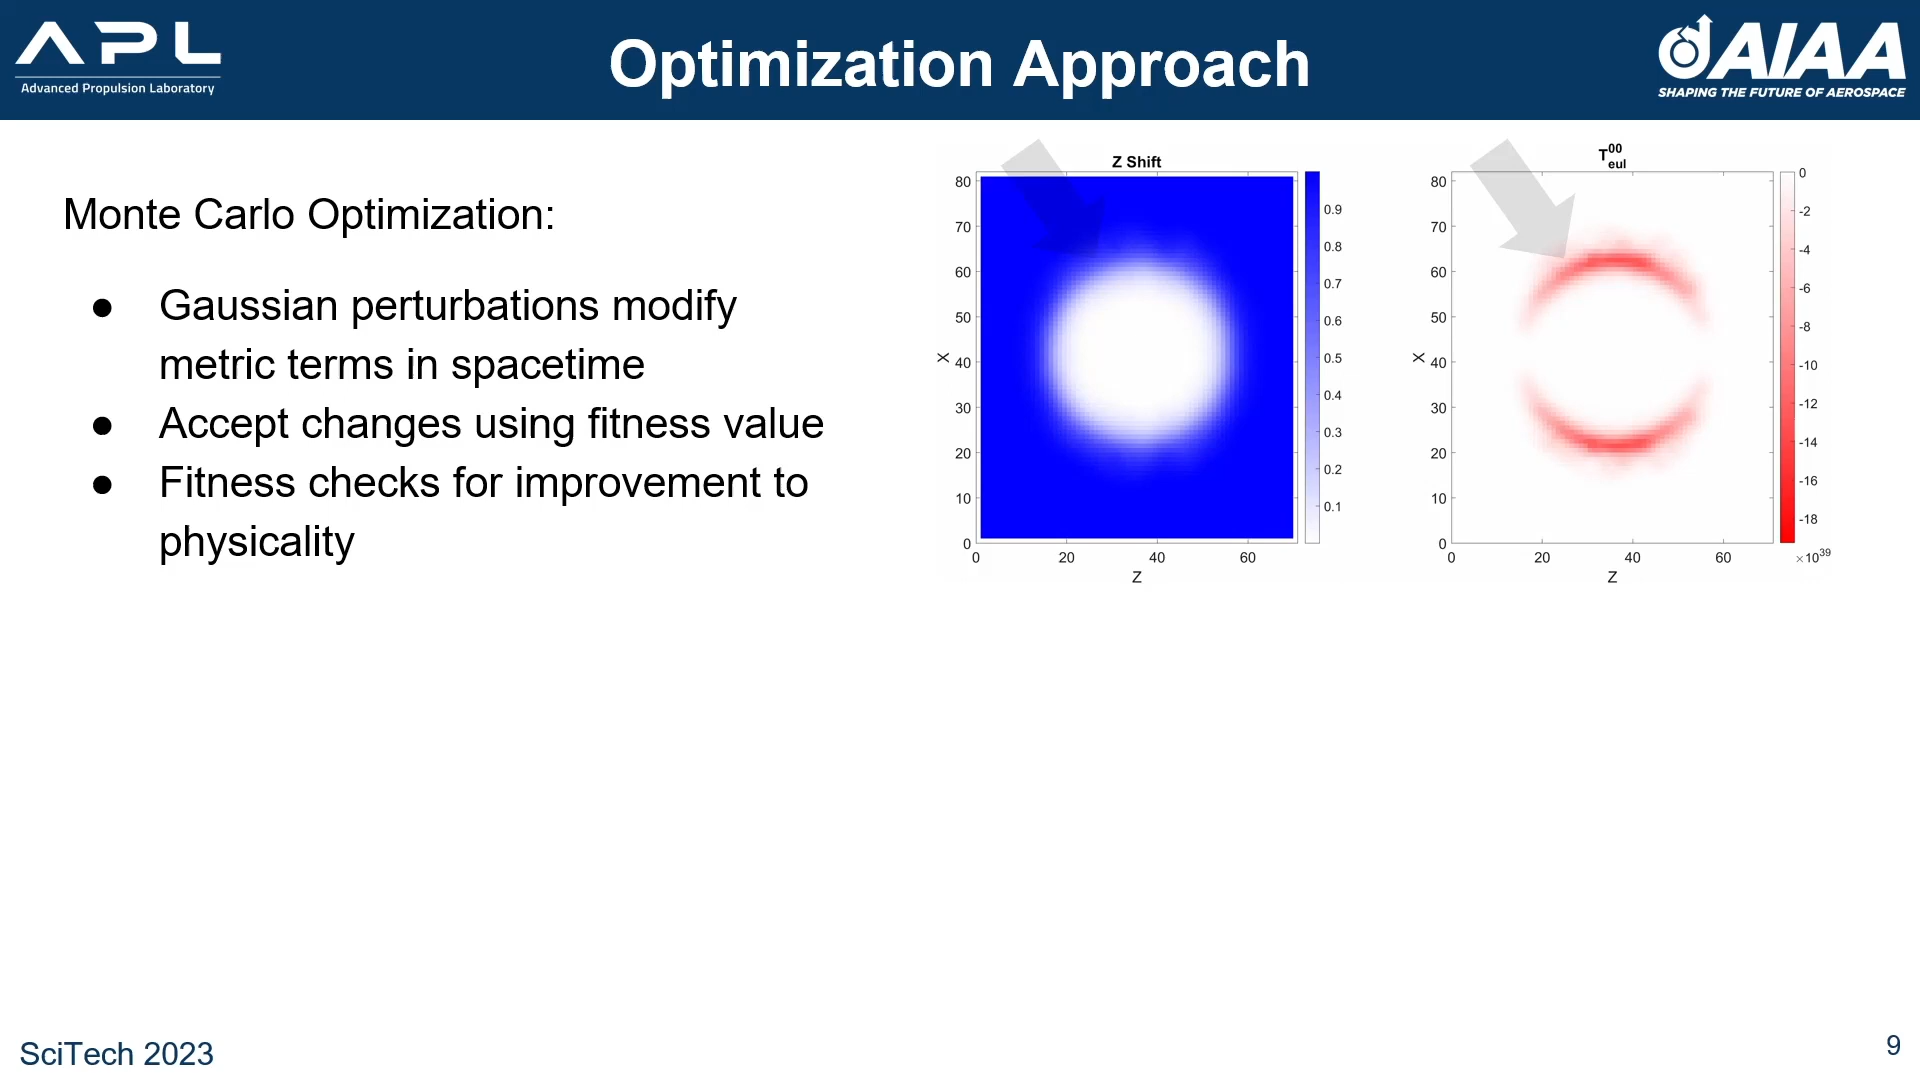 APL
Advanced Propulsion Laboratory
Optimization Approach
AIAA
SHAPING THE FUTURE OF AEROSPACE
Monte Carlo Optimization:
● Gaussian perturbations modify
metric terms in spacetime
● Accept changes using fitness value
● Fitness checks for improvement to
physicality
Z Shift
80
70
60
50
40
30
20
10
0
X
0 20 40 60
Z
0.9
0.8
0.7
0.6
0.5
0.4
0.3
0.2
0.1
T00eul
80
70
60
50
40
30
20
10
0
X
0 20 40 60
Z
0
-2
-4
-6
-8
-10
-12
-14
-16
-18
×1039
SciTech 2023
9